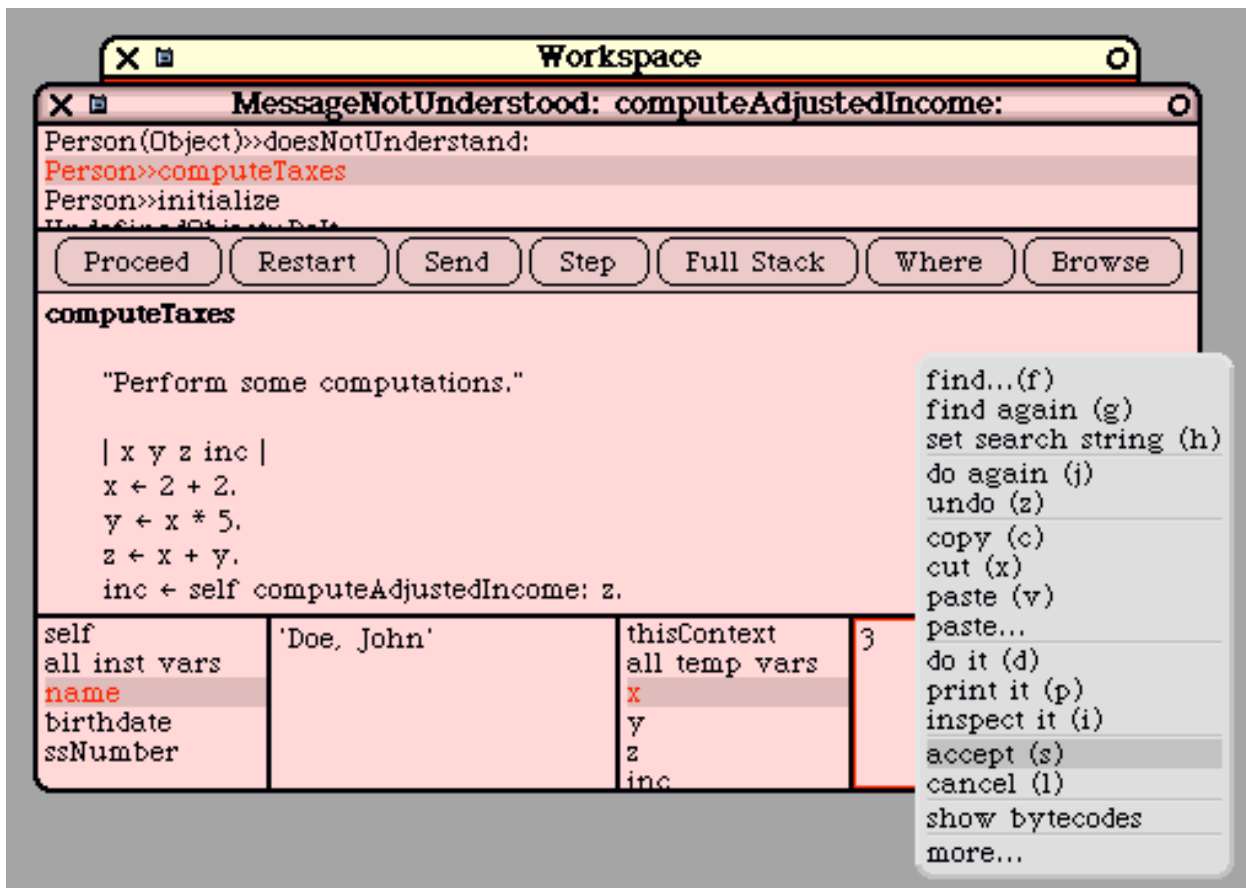 Workspace
MessageNotUnderstood: computeAdjustedIncome:
Person(Object)»doesNotUnderstand:
Person»computeTaxes
Person»initialize
Proceed Restart Send Step Full Stack Where Browse
computeTaxes
"Perform some computations."
| x y z inc |
x ← 2 + 2.
y ← x * 5.
z ← x + y.
inc ← self computeAdjustedIncome: z.
self
all inst vars
name
birthdate
ssNumber
'Doe, John'
thisContext
all temp vars
x
y
z
inc
3
find...(f)
find again (g)
set search string (h)
do again (j)
undo (z)
copy (c)
cut (x)
paste (v)
paste...
do it (d)
print it (p)
inspect it (i)
accept (s)
cancel (l)
show bytecodes
more...